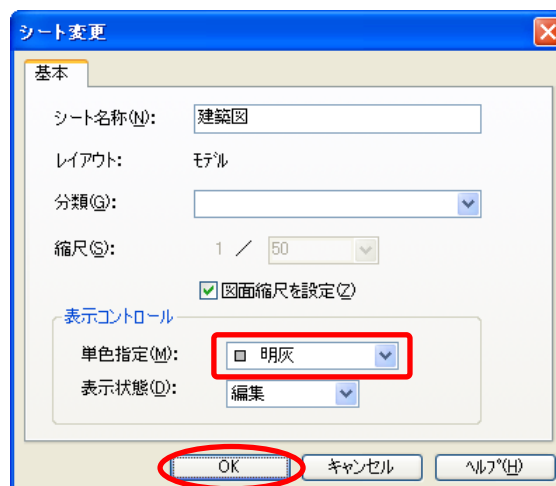 シート変更
基本
シート名称(N): 建築図
レイアウト: モデル
分類(G):
縮尺(S): 1 / 50
図面縮尺を設定(Z)
表示コントロール
単色指定(M): 明灰
表示状態(D): 編集
OK キャンセル ヘルプ(H)